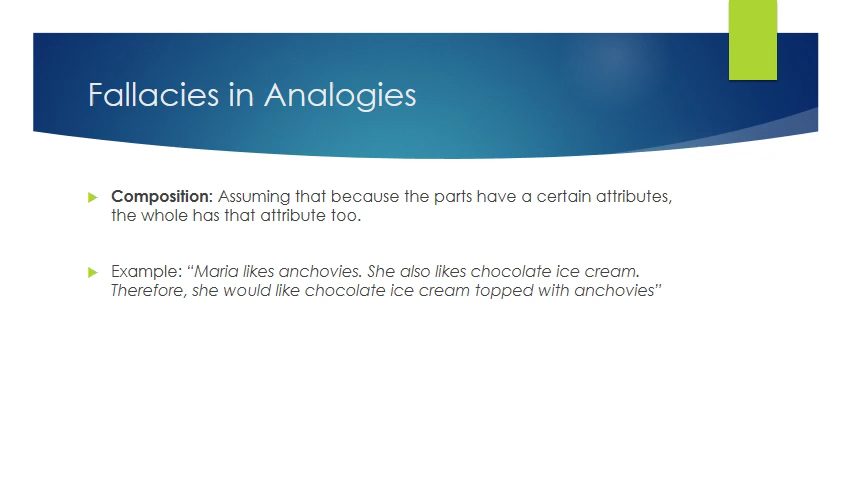 Fallacies in Analogies
Composition: Assuming that because the parts have a certain attributes,
the whole has that attribute too.
Example: “Maria likes anchovies. She also likes chocolate ice cream.
Therefore, she would like chocolate ice cream topped with anchovies”